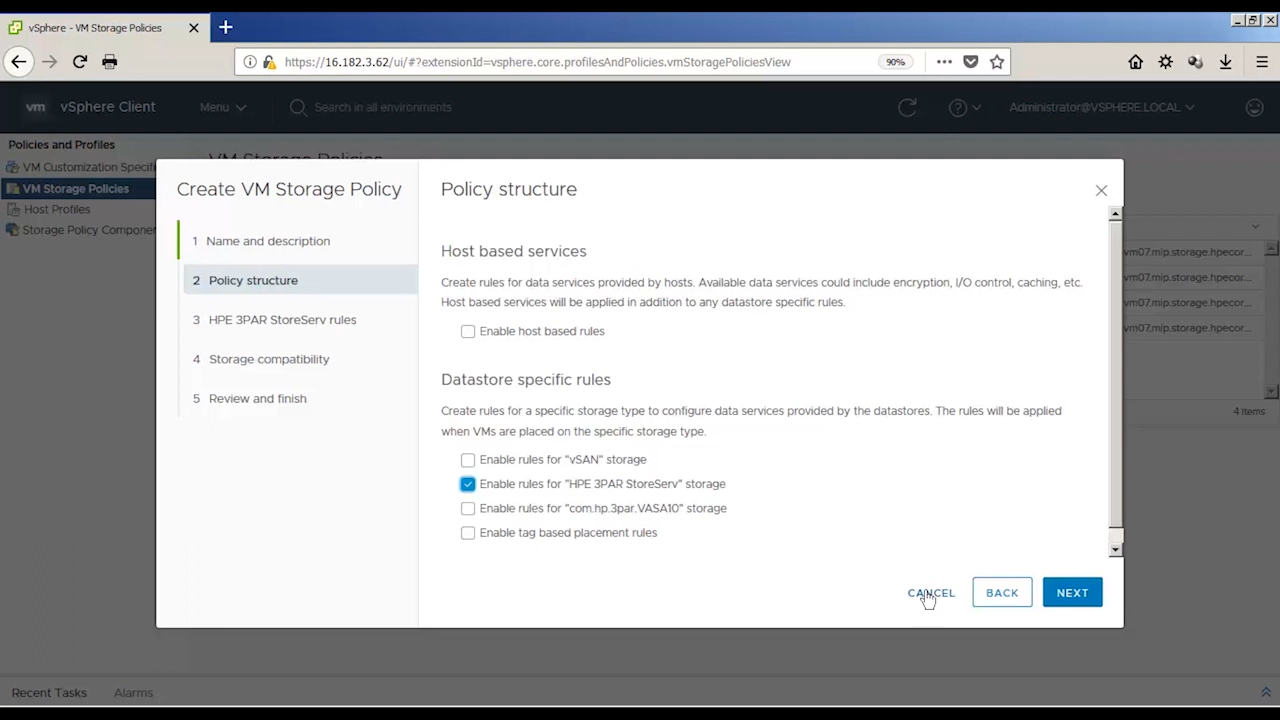 vSphere - VM Storage Policies
https://16.182.3.62/ui/#?extensionId=vsphere.core.profilesAndPolicies.vmStoragePoliciesView
90%
vm vSphere Client
Menu
Search in all environments
Administrator@VSPHERE.LOCAL
Policies and Profiles
VM Customization Specifi
VM Storage Policies
Host Profiles
Storage Policy Componen
VM Storage Policies
Create VM Storage Policy
1 Name and description
2 Policy structure
3 HPE 3PAR StoreServ rules
4 Storage compatibility
5 Review and finish
Policy structure
Host based services
Create rules for data services provided by hosts. Available data services could include encryption, I/O control, caching, etc.
Host based services will be applied in addition to any datastore specific rules.
Enable host based rules
Datastore specific rules
Create rules for a specific storage type to configure data services provided by the datastores. The rules will be applied
when VMs are placed on the specific storage type.
Enable rules for "vSAN" storage
Enable rules for "HPE 3PAR StoreServ" storage
Enable rules for "com.hp.3par.VASA10" storage
Enable tag based placement rules
CANCEL
BACK
NEXT
vm07.mip.storage.hpecor...
vm07.mip.storage.hpecor...
vm07.mip.storage.hpecor...
vm07.mip.storage.hpecor...
4 items
Recent Tasks
Alarms